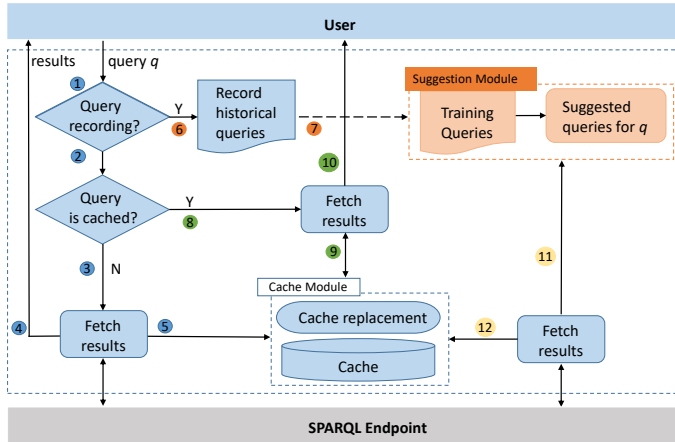 User
results
query q
1
Query
recording?
Y
6
Record
historical
queries
7
Suggestion Module
Training
Queries
Suggested
queries for q
2
10
Query
is cached?
Y
8
Fetch
results
9
11
3
N
Cache Module
4
Fetch
results
5
Cache replacement
Cache
12
Fetch
results
SPARQL Endpoint